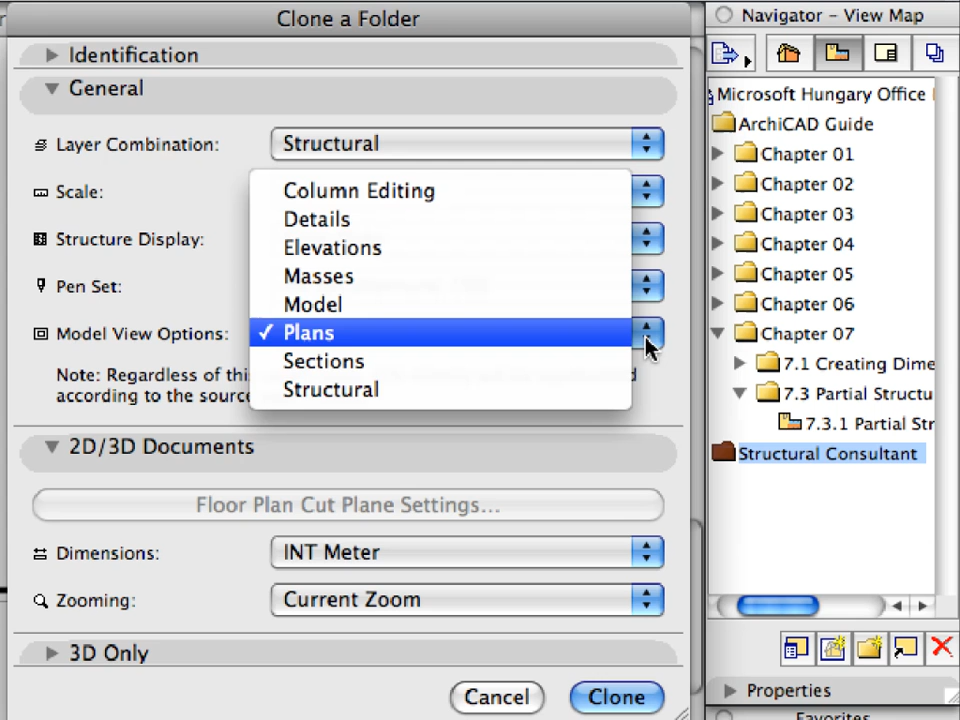 Clone a Folder
Identification
General
Layer Combination: Structural
Scale:
Structure Display:
Pen Set:
Model View Options:
Column Editing
Details
Elevations
Masses
Model
✓ Plans
Sections
Structural
Note: Regardless of this
according to the source
2D/3D Documents
Floor Plan Cut Plane Settings...
Dimensions: INT Meter
Zooming: Current Zoom
3D Only
Cancel Clone
Navigator - View Map
Microsoft Hungary Office
ArchiCAD Guide
Chapter 01
Chapter 02
Chapter 03
Chapter 04
Chapter 05
Chapter 06
Chapter 07
7.1 Creating Dime
7.3 Partial Structu
7.3.1 Partial Str
Structural Consultant
Properties
Favorites